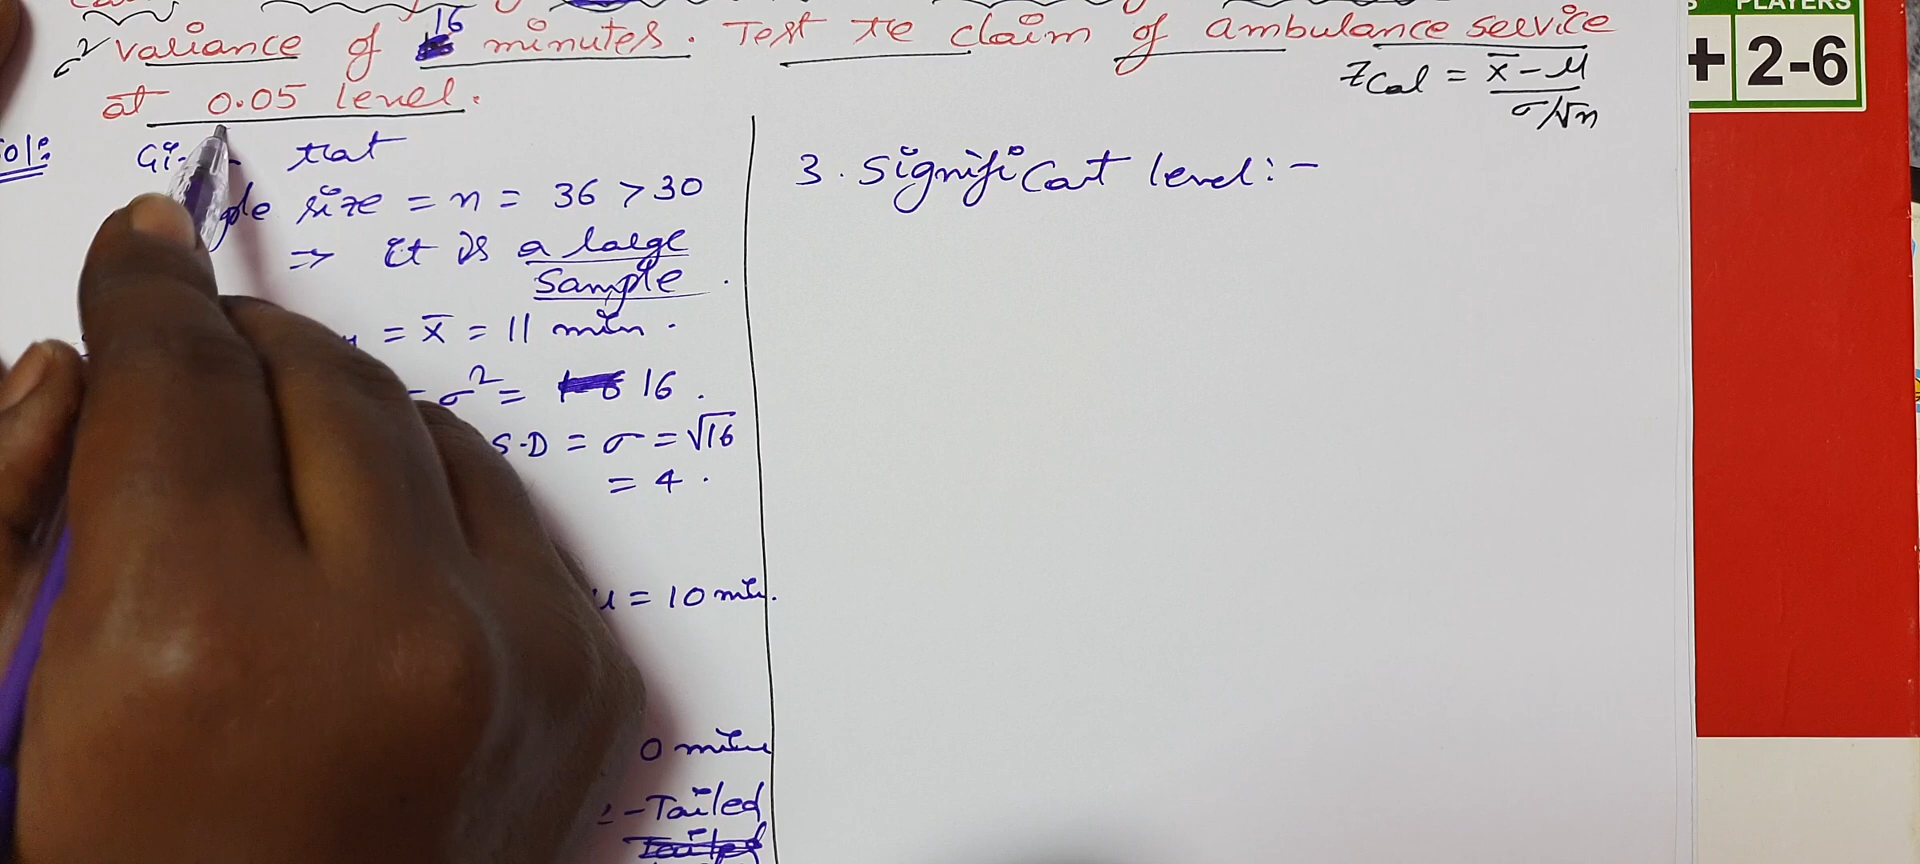 variance of 16 minutes. Test te claim of ambulance service
at 0.05 level.
Zcal = x̄ - μ
σ/√n
Sol:
that
size = n = 36 > 30
⇒ It is a large
Sample.
= x̄ = 11 min.
σ² = 16.
S.D = σ = √16
= 4.
μ = 10 min.
0 min
-Tailed
3. Significant level:-
PLAYERS
+ 2-6